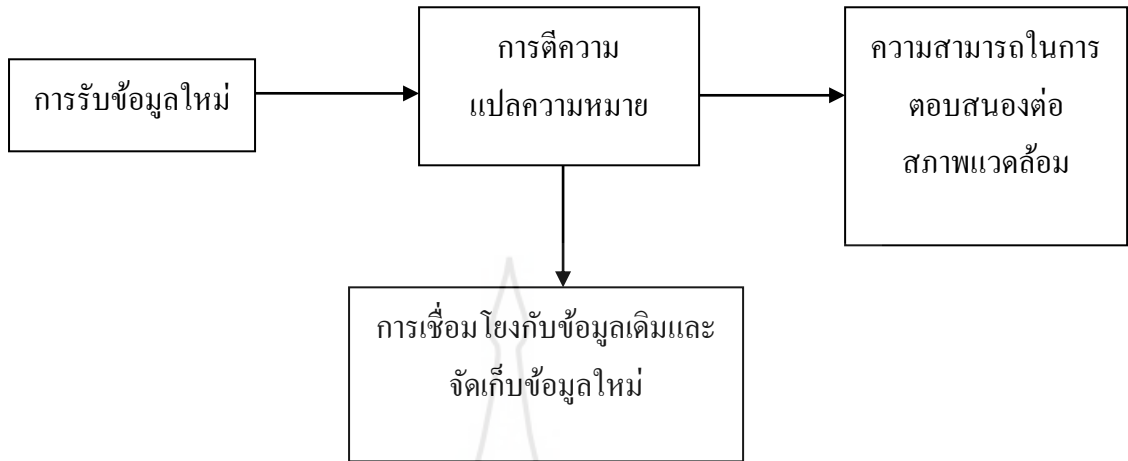 การรับข้อมูลใหม่
การตีความ
แปลความหมาย
ความสามารถในการ
ตอบสนองต่อ
สภาพแวดล้อม
การเชื่อมโยงกับข้อมูลเดิมและ
จัดเก็บข้อมูลใหม่